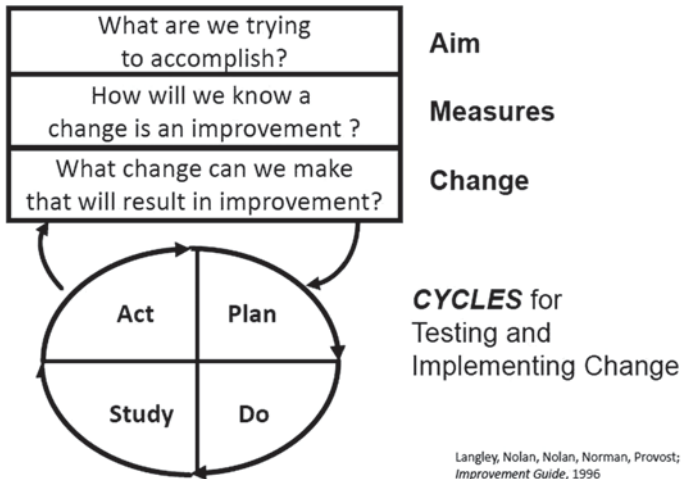 What are we trying
to accomplish?
Aim
How will we know a
change is an improvement ?
Measures
What change can we make
that will result in improvement?
Change
Act
Plan
Study
Do
CYCLES for
Testing and
Implementing Change
Langley, Nolan, Nolan, Norman, Provost;
Improvement Guide, 1996